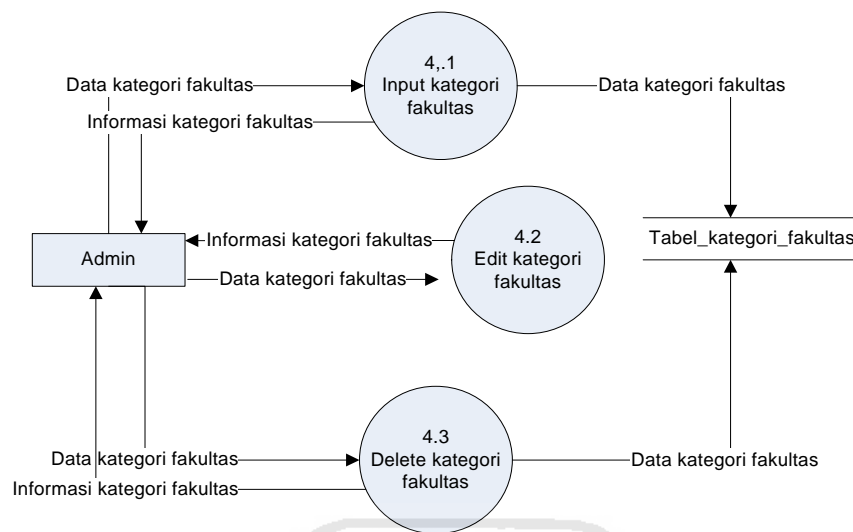 4,.1
Input kategori
fakultas
Data kategori fakultas
Data kategori fakultas
Informasi kategori fakultas
Informasi kategori fakultas
4.2
Edit kategori
fakultas
Tabel_kategori_fakultas
Admin
Data kategori fakultas
4.3
Delete kategori
fakultas
Data kategori fakultas
Data kategori fakultas
Informasi kategori fakultas